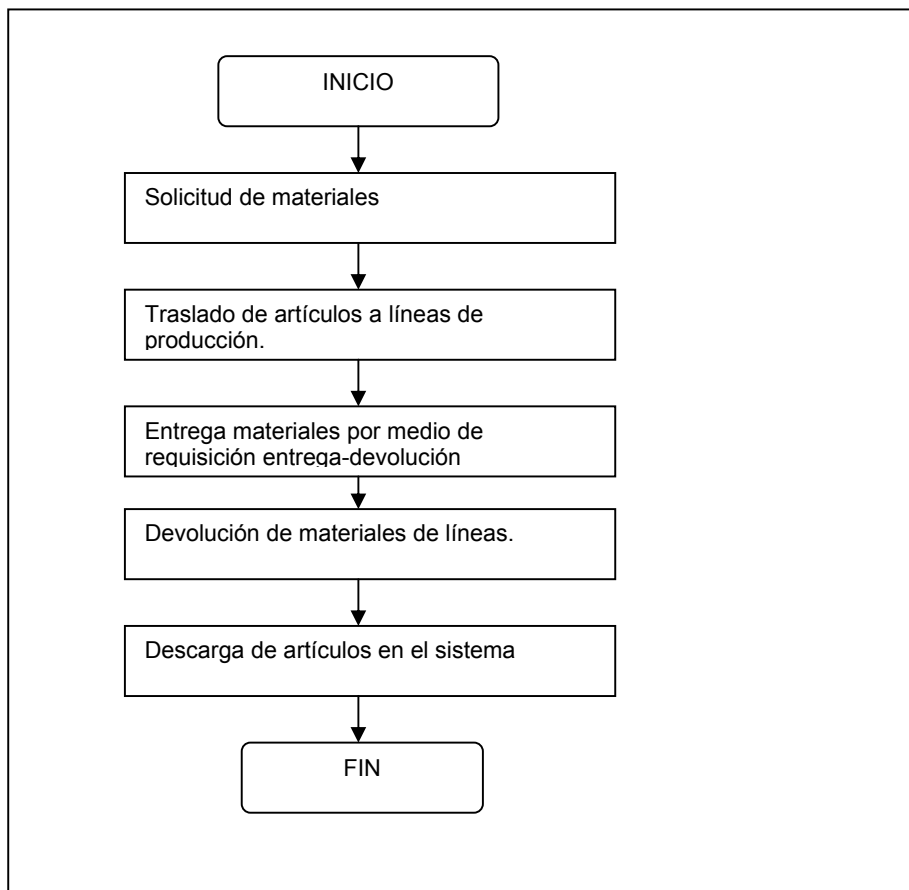 INICIO
Solicitud de materiales
Traslado de artículos a líneas de
producción.
Entrega materiales por medio de
requisición entrega-devolución
Devolución de materiales de líneas.
Descarga de artículos en el sistema
FIN